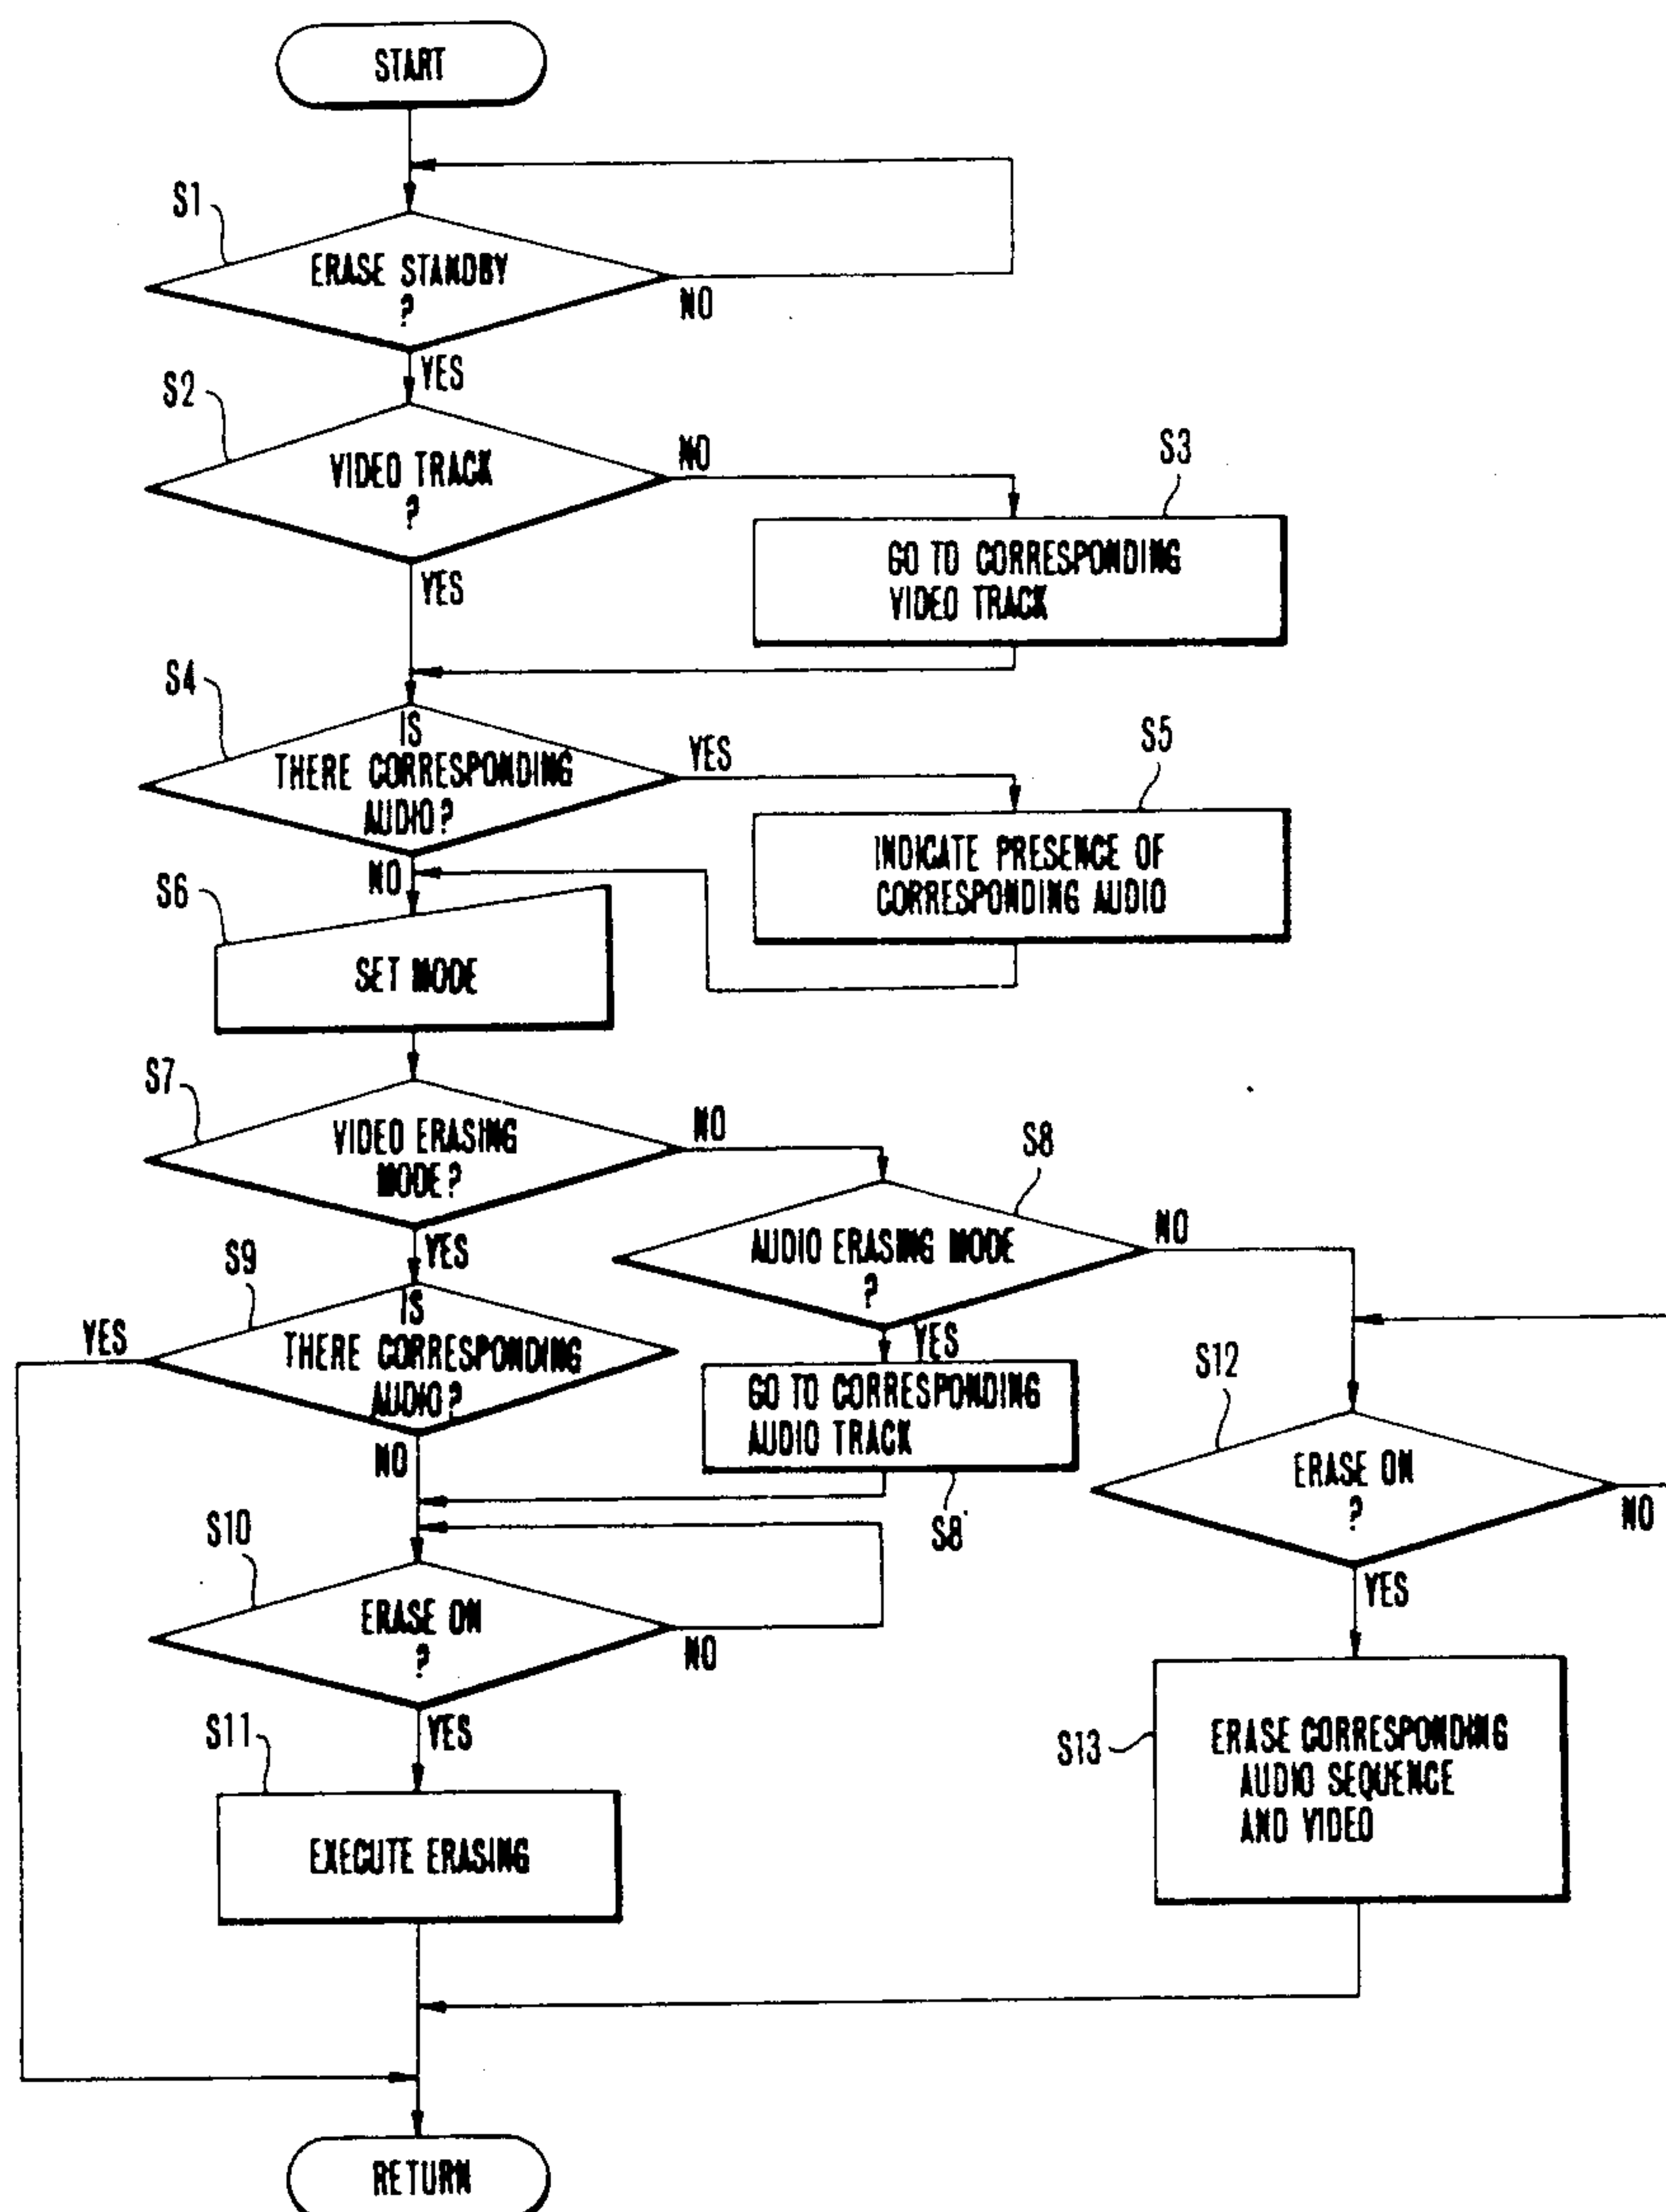 START
S1
ERASE STANDBY
?
NO
YES
S2
VIDEO TRACK
?
NO
YES
S3
GO TO CORRESPONDING
VIDEO TRACK
S4
IS
THERE CORRESPONDING
AUDIO?
YES
NO
S5
INDICATE PRESENCE OF
CORRESPONDING AUDIO
S6
SET MODE
S7
VIDEO ERASING
MODE?
NO
YES
S8
AUDIO ERASING MODE
?
NO
YES
GO TO CORRESPONDING
AUDIO TRACK
S8'
S9
IS
THERE CORRESPONDING
AUDIO?
YES
NO
S10
ERASE ON
?
NO
YES
S11
EXECUTE ERASING
S12
ERASE ON
?
NO
YES
S13
ERASE CORRESPONDING
AUDIO SEQUENCE
AND VIDEO
RETURN